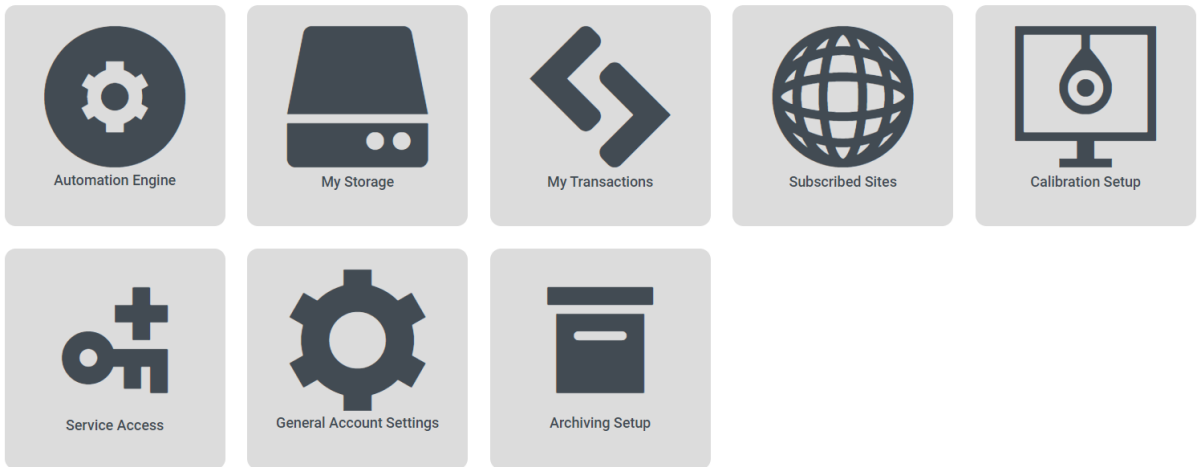 Automation Engine
My Storage
My Transactions
Subscribed Sites
Calibration Setup
Service Access
General Account Settings
Archiving Setup